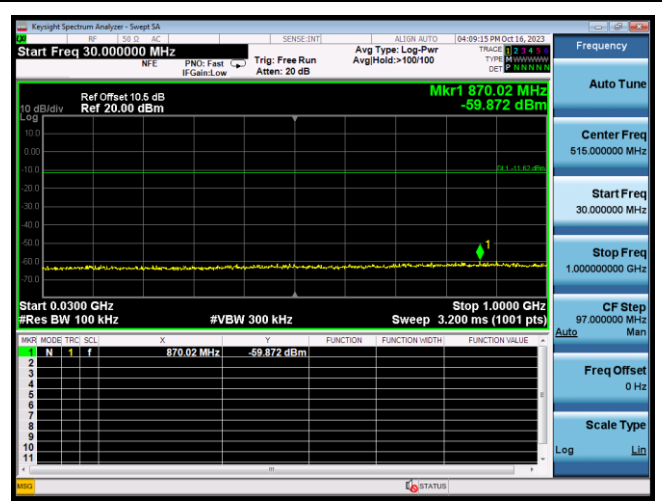 Keysight Spectrum Analyzer - Swept SA
RF 50 Ω AC SENSE:INT ALIGN AUTO 04:09:15 PM Oct 16, 2023
Start Freq 30.000000 MHz
NFE PNO: Fast Trig: Free Run Avg Type: Log-Pwr TRACE 1 2 3 4 5 6
IFGain:Low Atten: 20 dB Avg|Hold:>100/100 TYPE M WWWWW
DET P N N N N N
Ref Offset 10.5 dB Mkr1 870.02 MHz
10 dB/div Ref 20.00 dBm -59.872 dBm
Log
10.0
0.00
-10.0
DL1 -11.62 dBm
-20.0
-30.0
-40.0
-50.0
1
-60.0
-70.0
Start 0.0300 GHz Stop 1.0000 GHz
#Res BW 100 kHz #VBW 300 kHz Sweep 3.200 ms (1001 pts)
MKR MODE TRC SCL X Y FUNCTION FUNCTION WIDTH FUNCTION VALUE
1 N 1 f 870.02 MHz -59.872 dBm
2
3
4
5
6
7
8
9
10
11
MSG STATUS
Frequency
Auto Tune
Center Freq
515.000000 MHz
Start Freq
30.000000 MHz
Stop Freq
1.000000000 GHz
CF Step
97.000000 MHz
Auto Man
Freq Offset
0 Hz
Scale Type
Log Lin